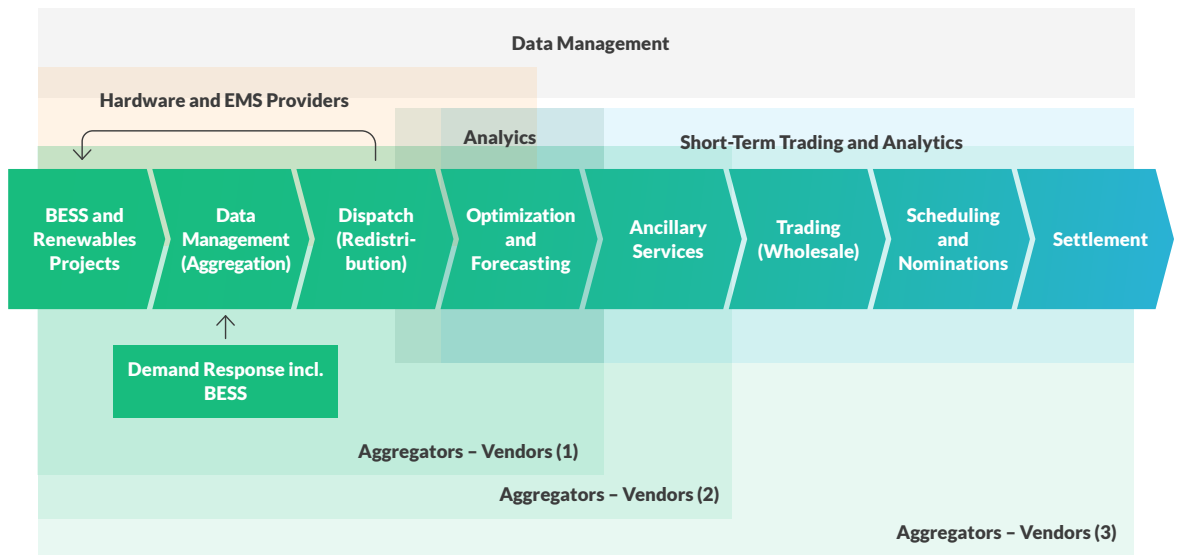 Data Management
Hardware and EMS Providers
Analyics
Short-Term Trading and Analytics
BESS and
Renewables
Projects
Data
Management
(Aggregation)
Dispatch
(Redistri-
bution)
Optimization
and
Forecasting
Ancillary
Services
Trading
(Wholesale)
Scheduling
and
Nominations
Settlement
Demand Response incl.
BESS
Aggregators – Vendors (1)
Aggregators – Vendors (2)
Aggregators – Vendors (3)